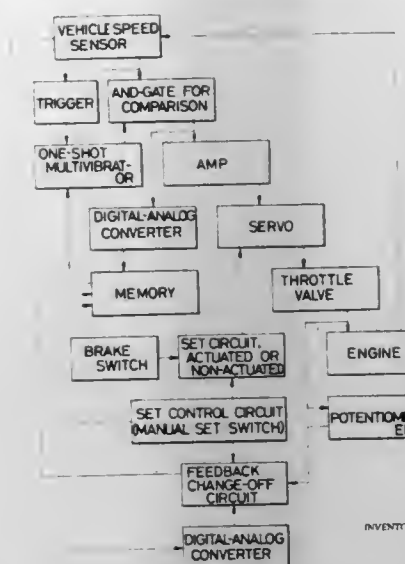 VEHICLE SPEED
SENSOR
TRIGGER
AND-GATE FOR
COMPARISON
ONE-SHOT
MULTIVIBRAT-
OR
AMP
DIGITAL-ANALOG
CONVERTER
SERVO
MEMORY
THROTTLE
VALVE
BRAKE
SWITCH
SET CIRCUIT,
ACTUATED OR
NON-ACTUATED
ENGINE
SET CONTROL CIRCUIT
(MANUAL SET SWITCH)
FEEDBACK
CHANGE-OFF
CIRCUIT
DIGITAL-ANALOG
CONVERTER